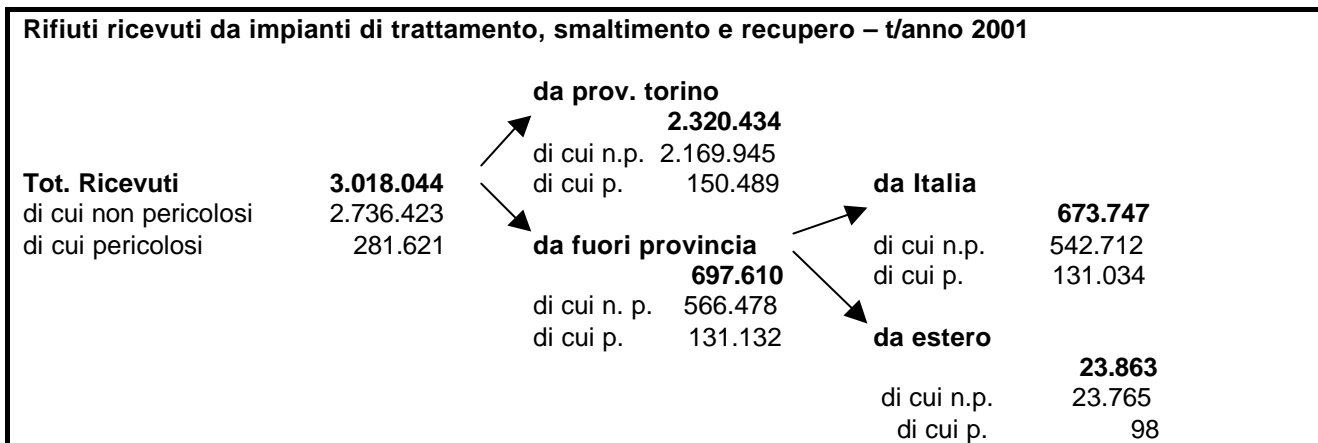 Rifiuti ricevuti da impianti di trattamento, smaltimento e recupero – t/anno 2001
da prov. torino
2.320.434
di cui n.p. 2.169.945
di cui p. 150.489
Tot. Ricevuti 3.018.044
di cui non pericolosi 2.736.423
di cui pericolosi 281.621
da fuori provincia
697.610
di cui n. p. 566.478
di cui p. 131.132
da Italia
673.747
di cui n.p. 542.712
di cui p. 131.034
da estero
23.863
di cui n.p. 23.765
di cui p. 98